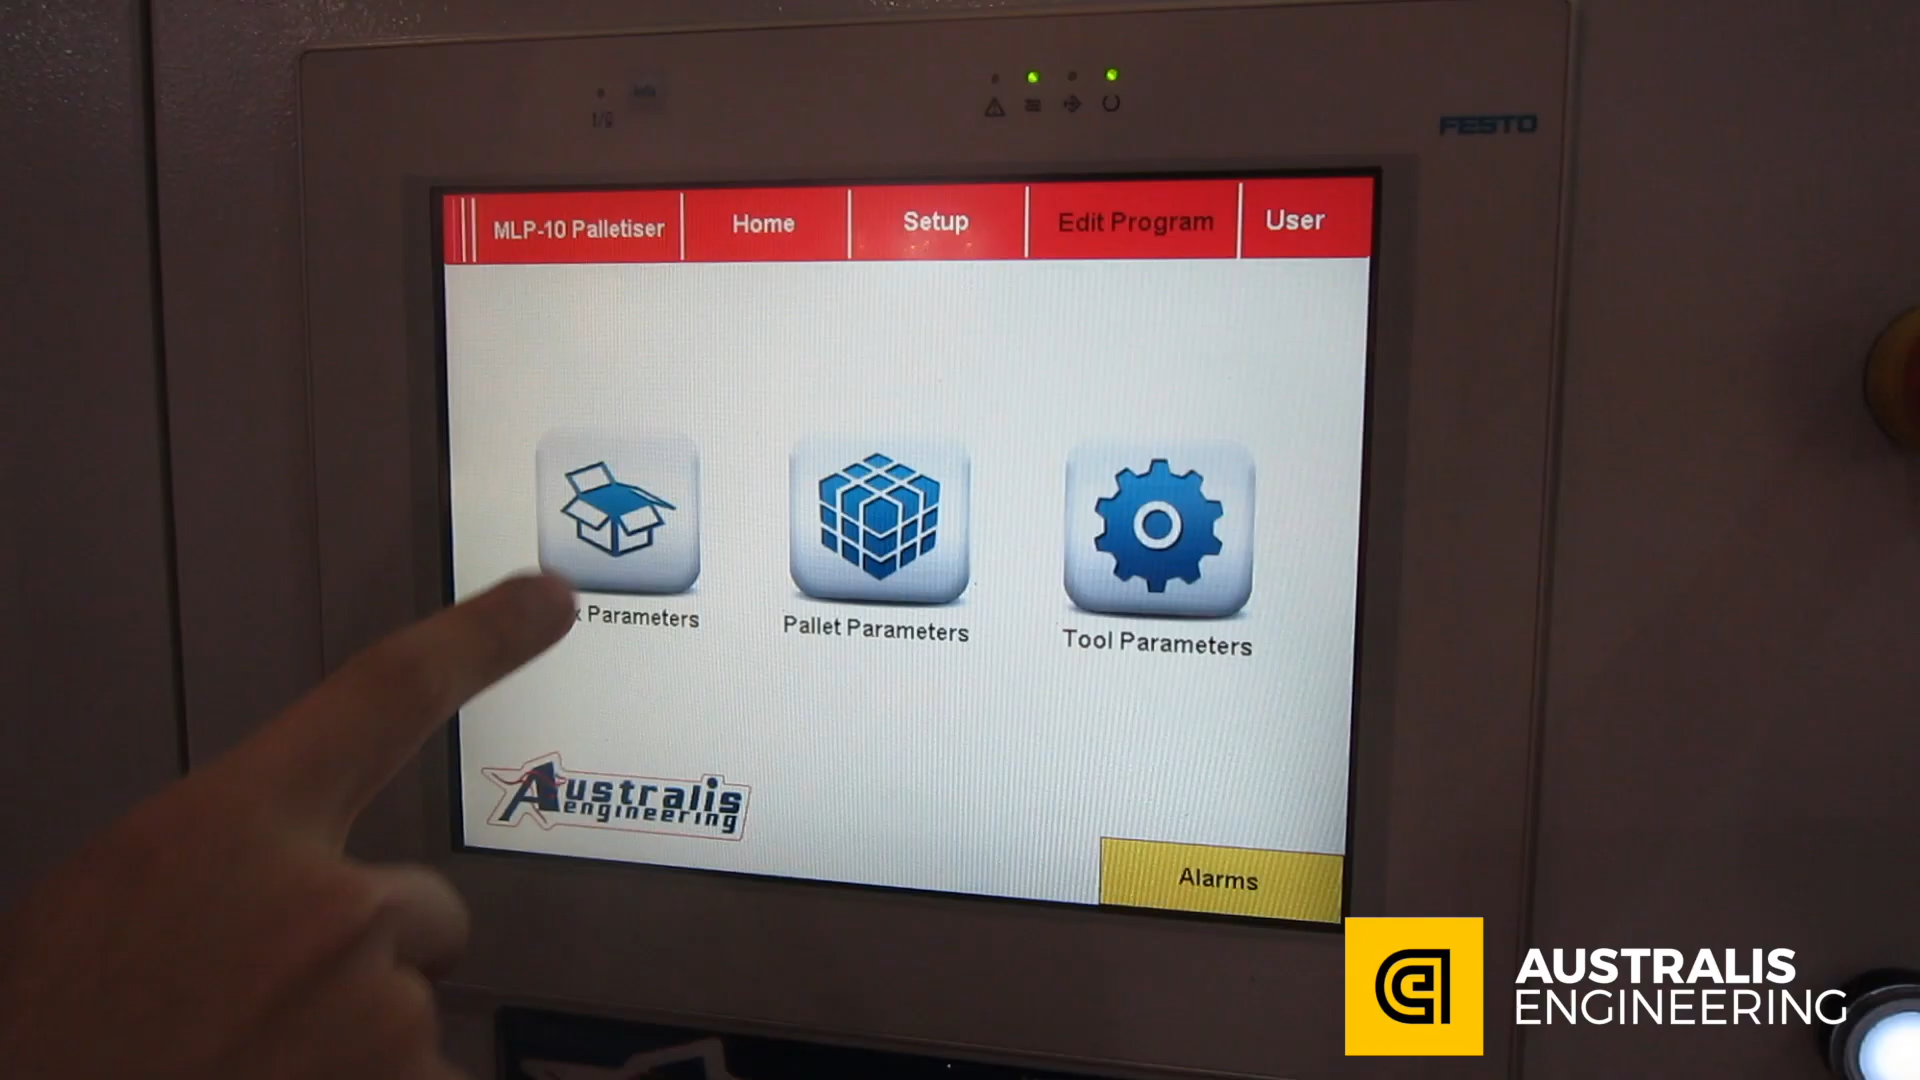 FESTO
MLP-10 Palletiser
Home
Setup
Edit Program
User
x Parameters
Pallet Parameters
Tool Parameters
Australis
engineering
Alarms
AUSTRALIS
ENGINEERING